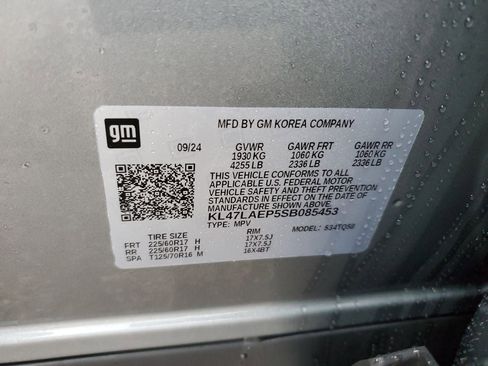 gm
MFD BY GM KOREA COMPANY
09/24 GVWR GAWR FRT GAWR RR
1930 KG 1060 KG 1060 KG
4255 LB 2336 LB 2336 LB
THIS VEHICLE CONFORMS TO ALL
APPLICABLE U.S. FEDERAL MOTOR
VEHICLE SAFETY AND THEFT PREVENTION
STANDARDS IN EFFECT ON THE DATE OF
MANUFACTURE SHOWN ABOVE.
KL47LAEP5SB085453
TYPE: MPV MODEL:
TIRE SIZE RIM
FRT 225/60R17 H 17X7.5J
RR 225/60R17 H 17X7.5J
SPA T125/70R16 M 16X4BT